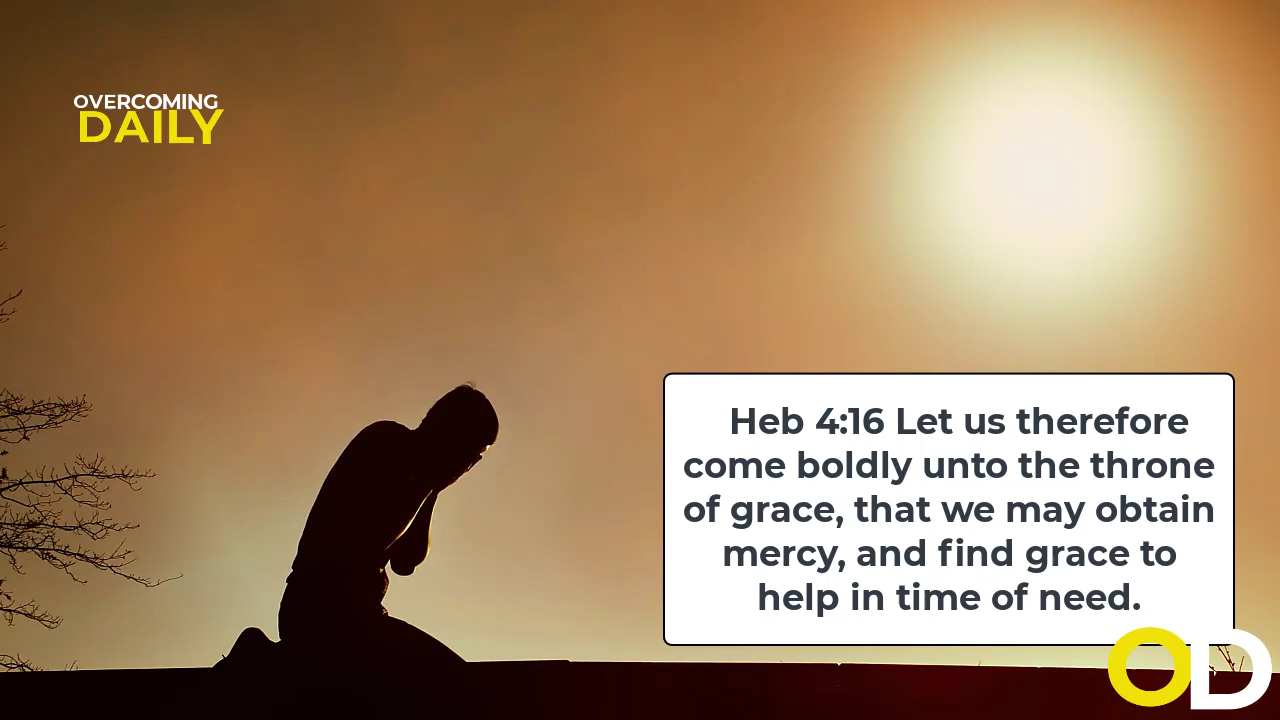 OVERCOMING
DAILY
Heb 4:16 Let us therefore
come boldly unto the throne
of grace, that we may obtain
mercy, and find grace to
help in time of need.
OD